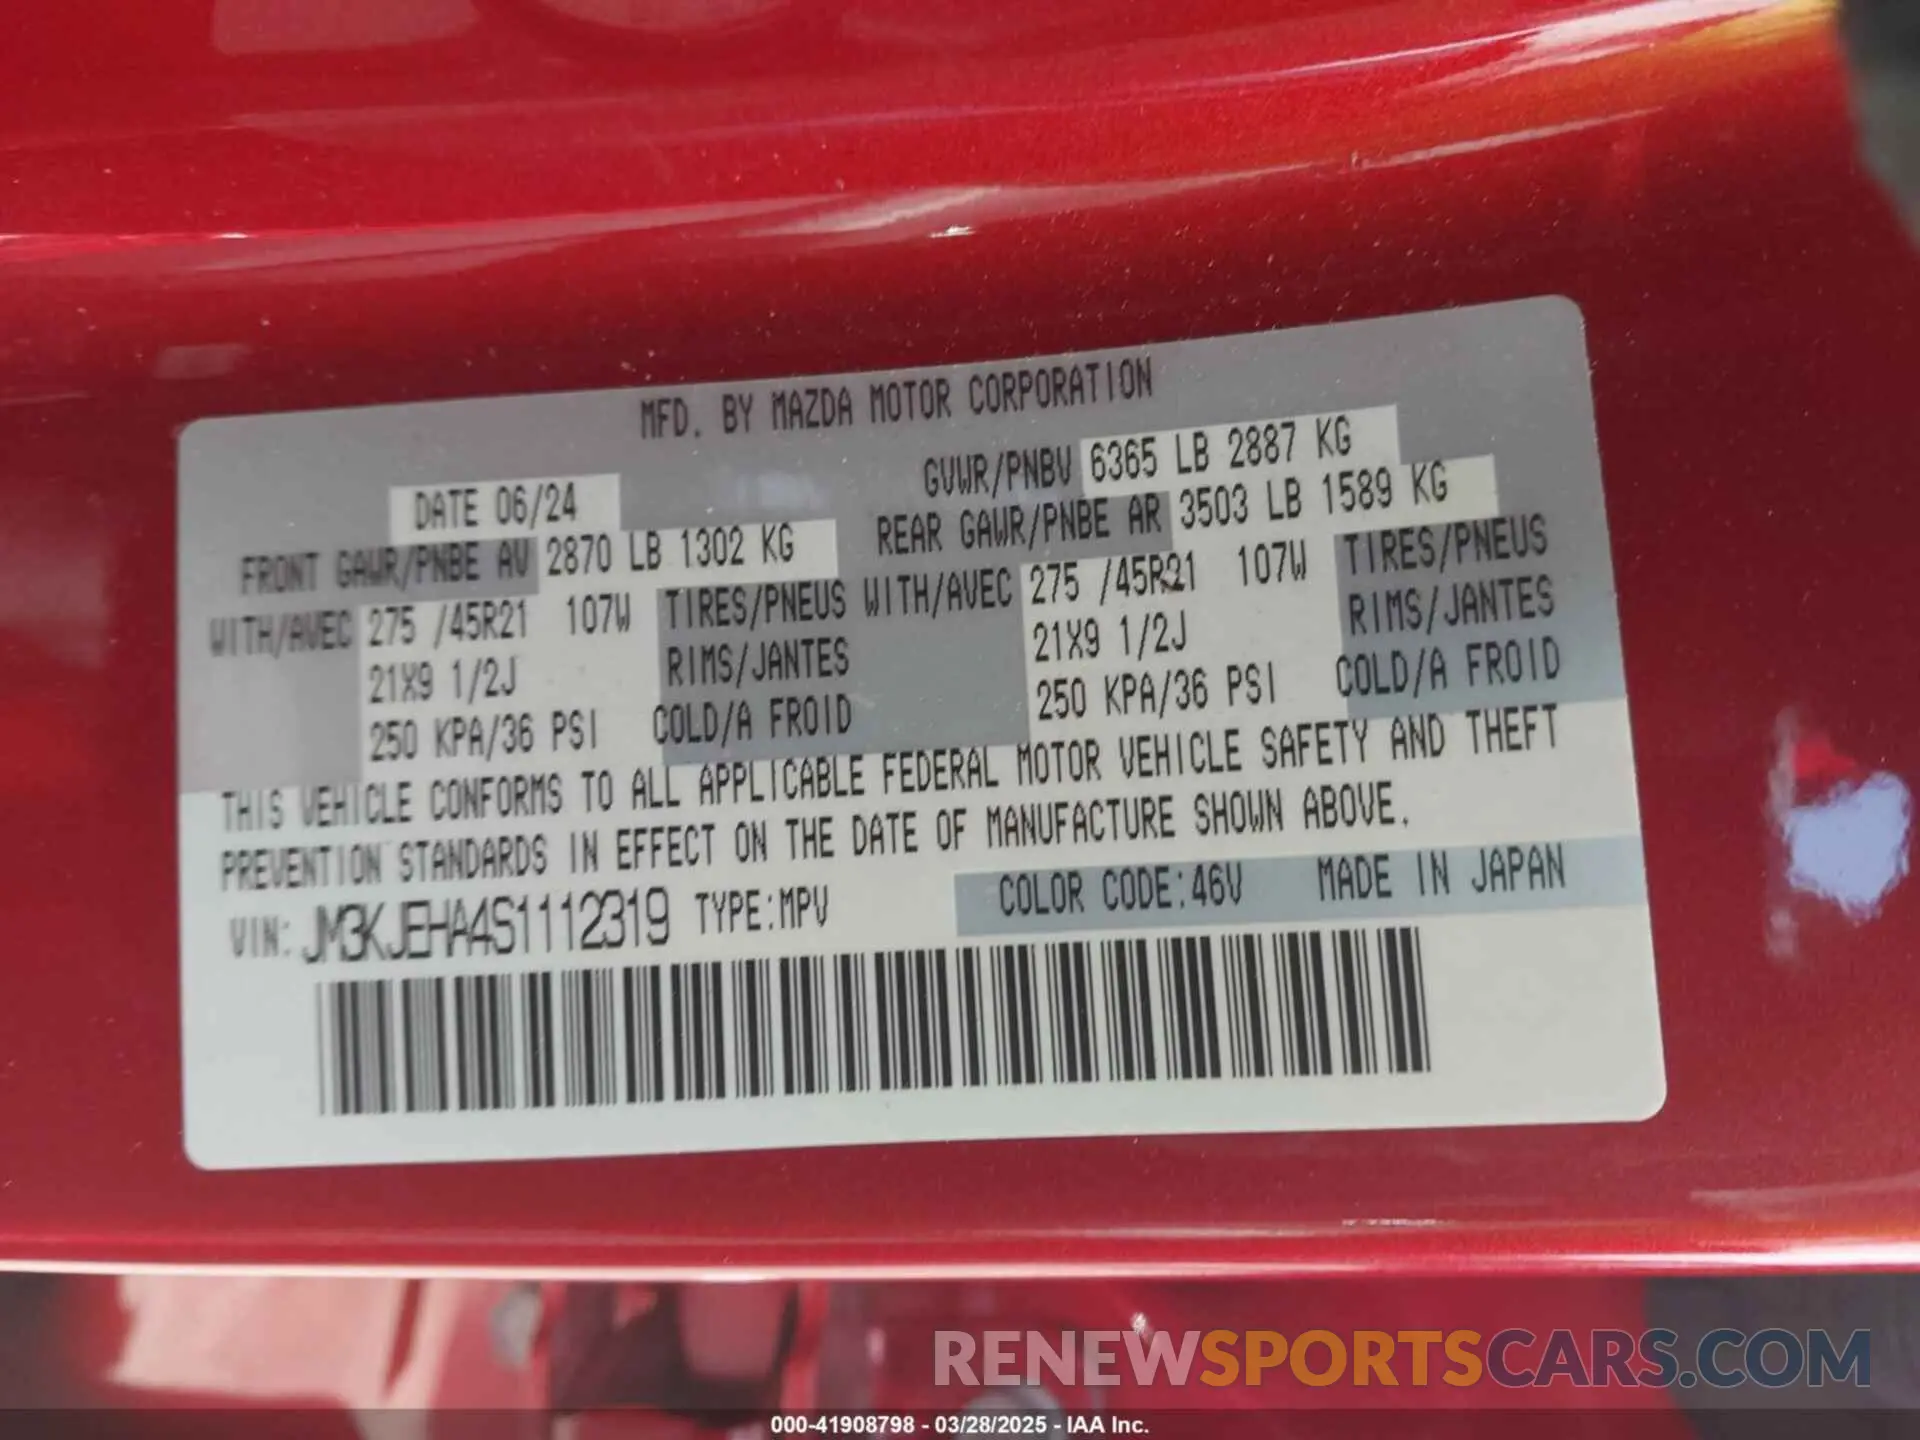 MFD. BY MAZDA MOTOR CORPORATION
DATE 06/24 GVWR/PNBV 6365 LB 2887 KG
FRONT GAWR/PNBE AV 2870 LB 1302 KG REAR GAWR/PNBE AR 3503 LB 1589 KG
WITH/AVEC 275 /45R21 107W TIRES/PNEUS WITH/AVEC 275 /45R21 107W TIRES/PNEUS
21X9 1/2J RIMS/JANTES 21X9 1/2J RIMS/JANTES
250 KPA/36 PSI COLD/A FROID 250 KPA/36 PSI COLD/A FROID
THIS VEHICLE CONFORMS TO ALL APPLICABLE FEDERAL MOTOR VEHICLE SAFETY AND THEFT
PREVENTION STANDARDS IN EFFECT ON THE DATE OF MANUFACTURE SHOWN ABOVE.
VIN: JM3KJEHA4S1112319 TYPE:MPV COLOR CODE:46V MADE IN JAPAN
RENEWSPORTSCARS.COM
000-41908798 - 03/28/2025 - IAA Inc.